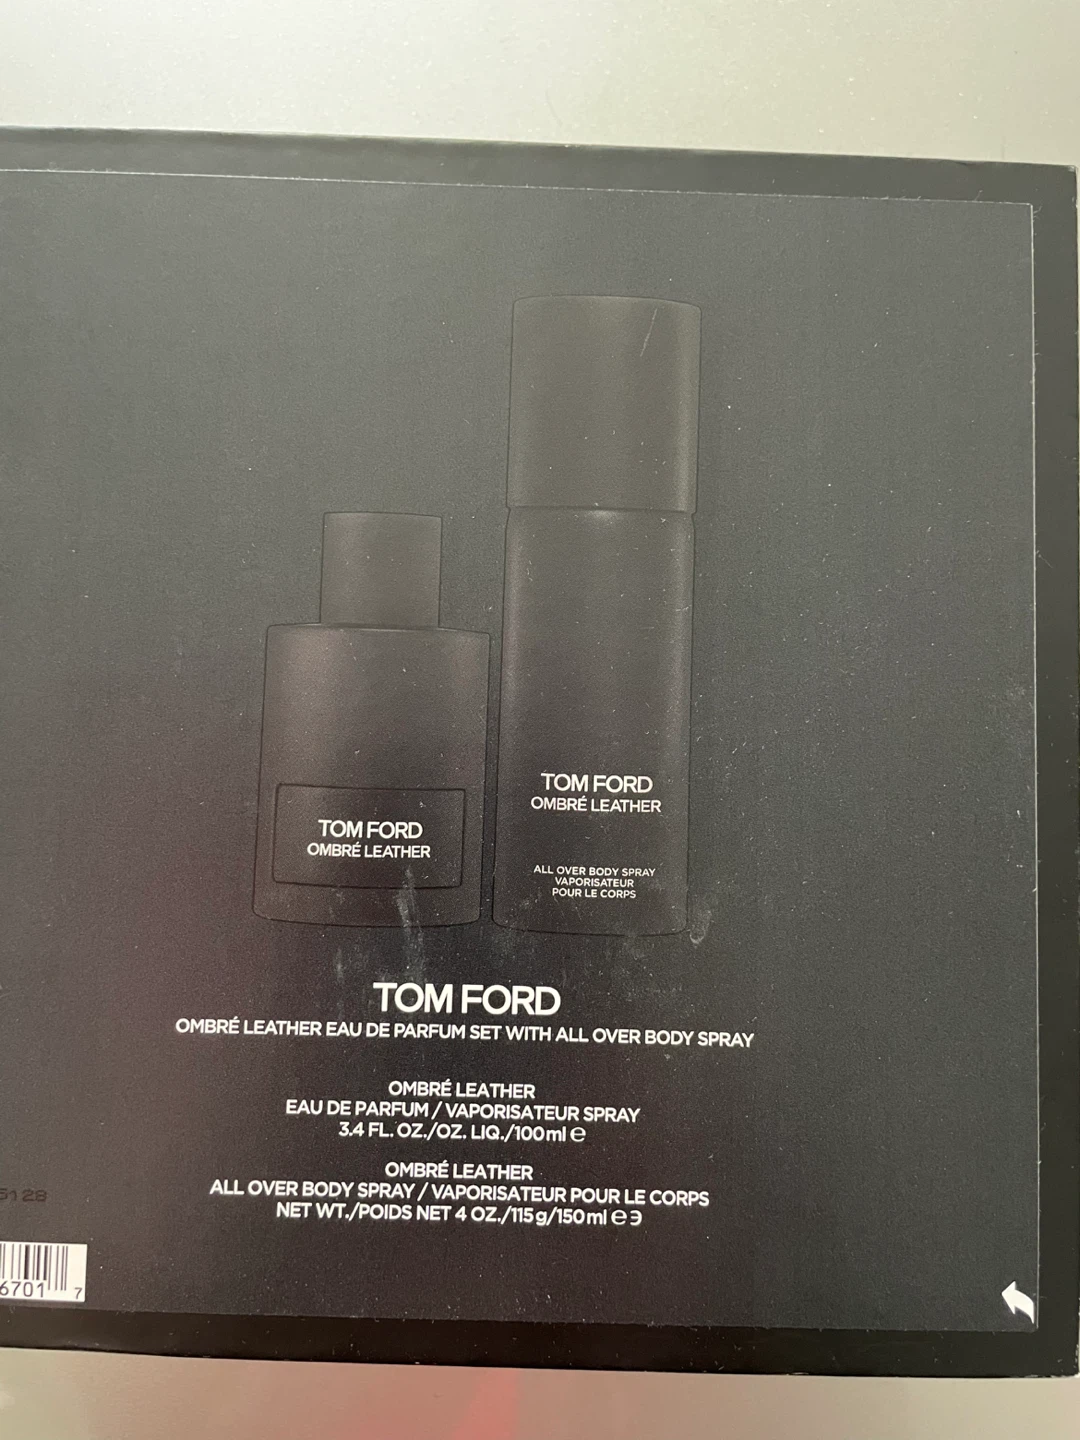 TOM FORD
OMBRÉ LEATHER
TOM FORD
OMBRÉ LEATHER
ALL OVER BODY SPRAY
VAPORISATEUR
POUR LE CORPS
TOM FORD
OMBRÉ LEATHER EAU DE PARFUM SET WITH ALL OVER BODY SPRAY
OMBRÉ LEATHER
EAU DE PARFUM / VAPORISATEUR SPRAY
3.4 FL. OZ./OZ. LIQ./100ml ℮
OMBRÉ LEATHER
ALL OVER BODY SPRAY / VAPORISATEUR POUR LE CORPS
NET WT./POIDS NET 4 OZ./115g/150ml ℮ ϶
5128
6701 7